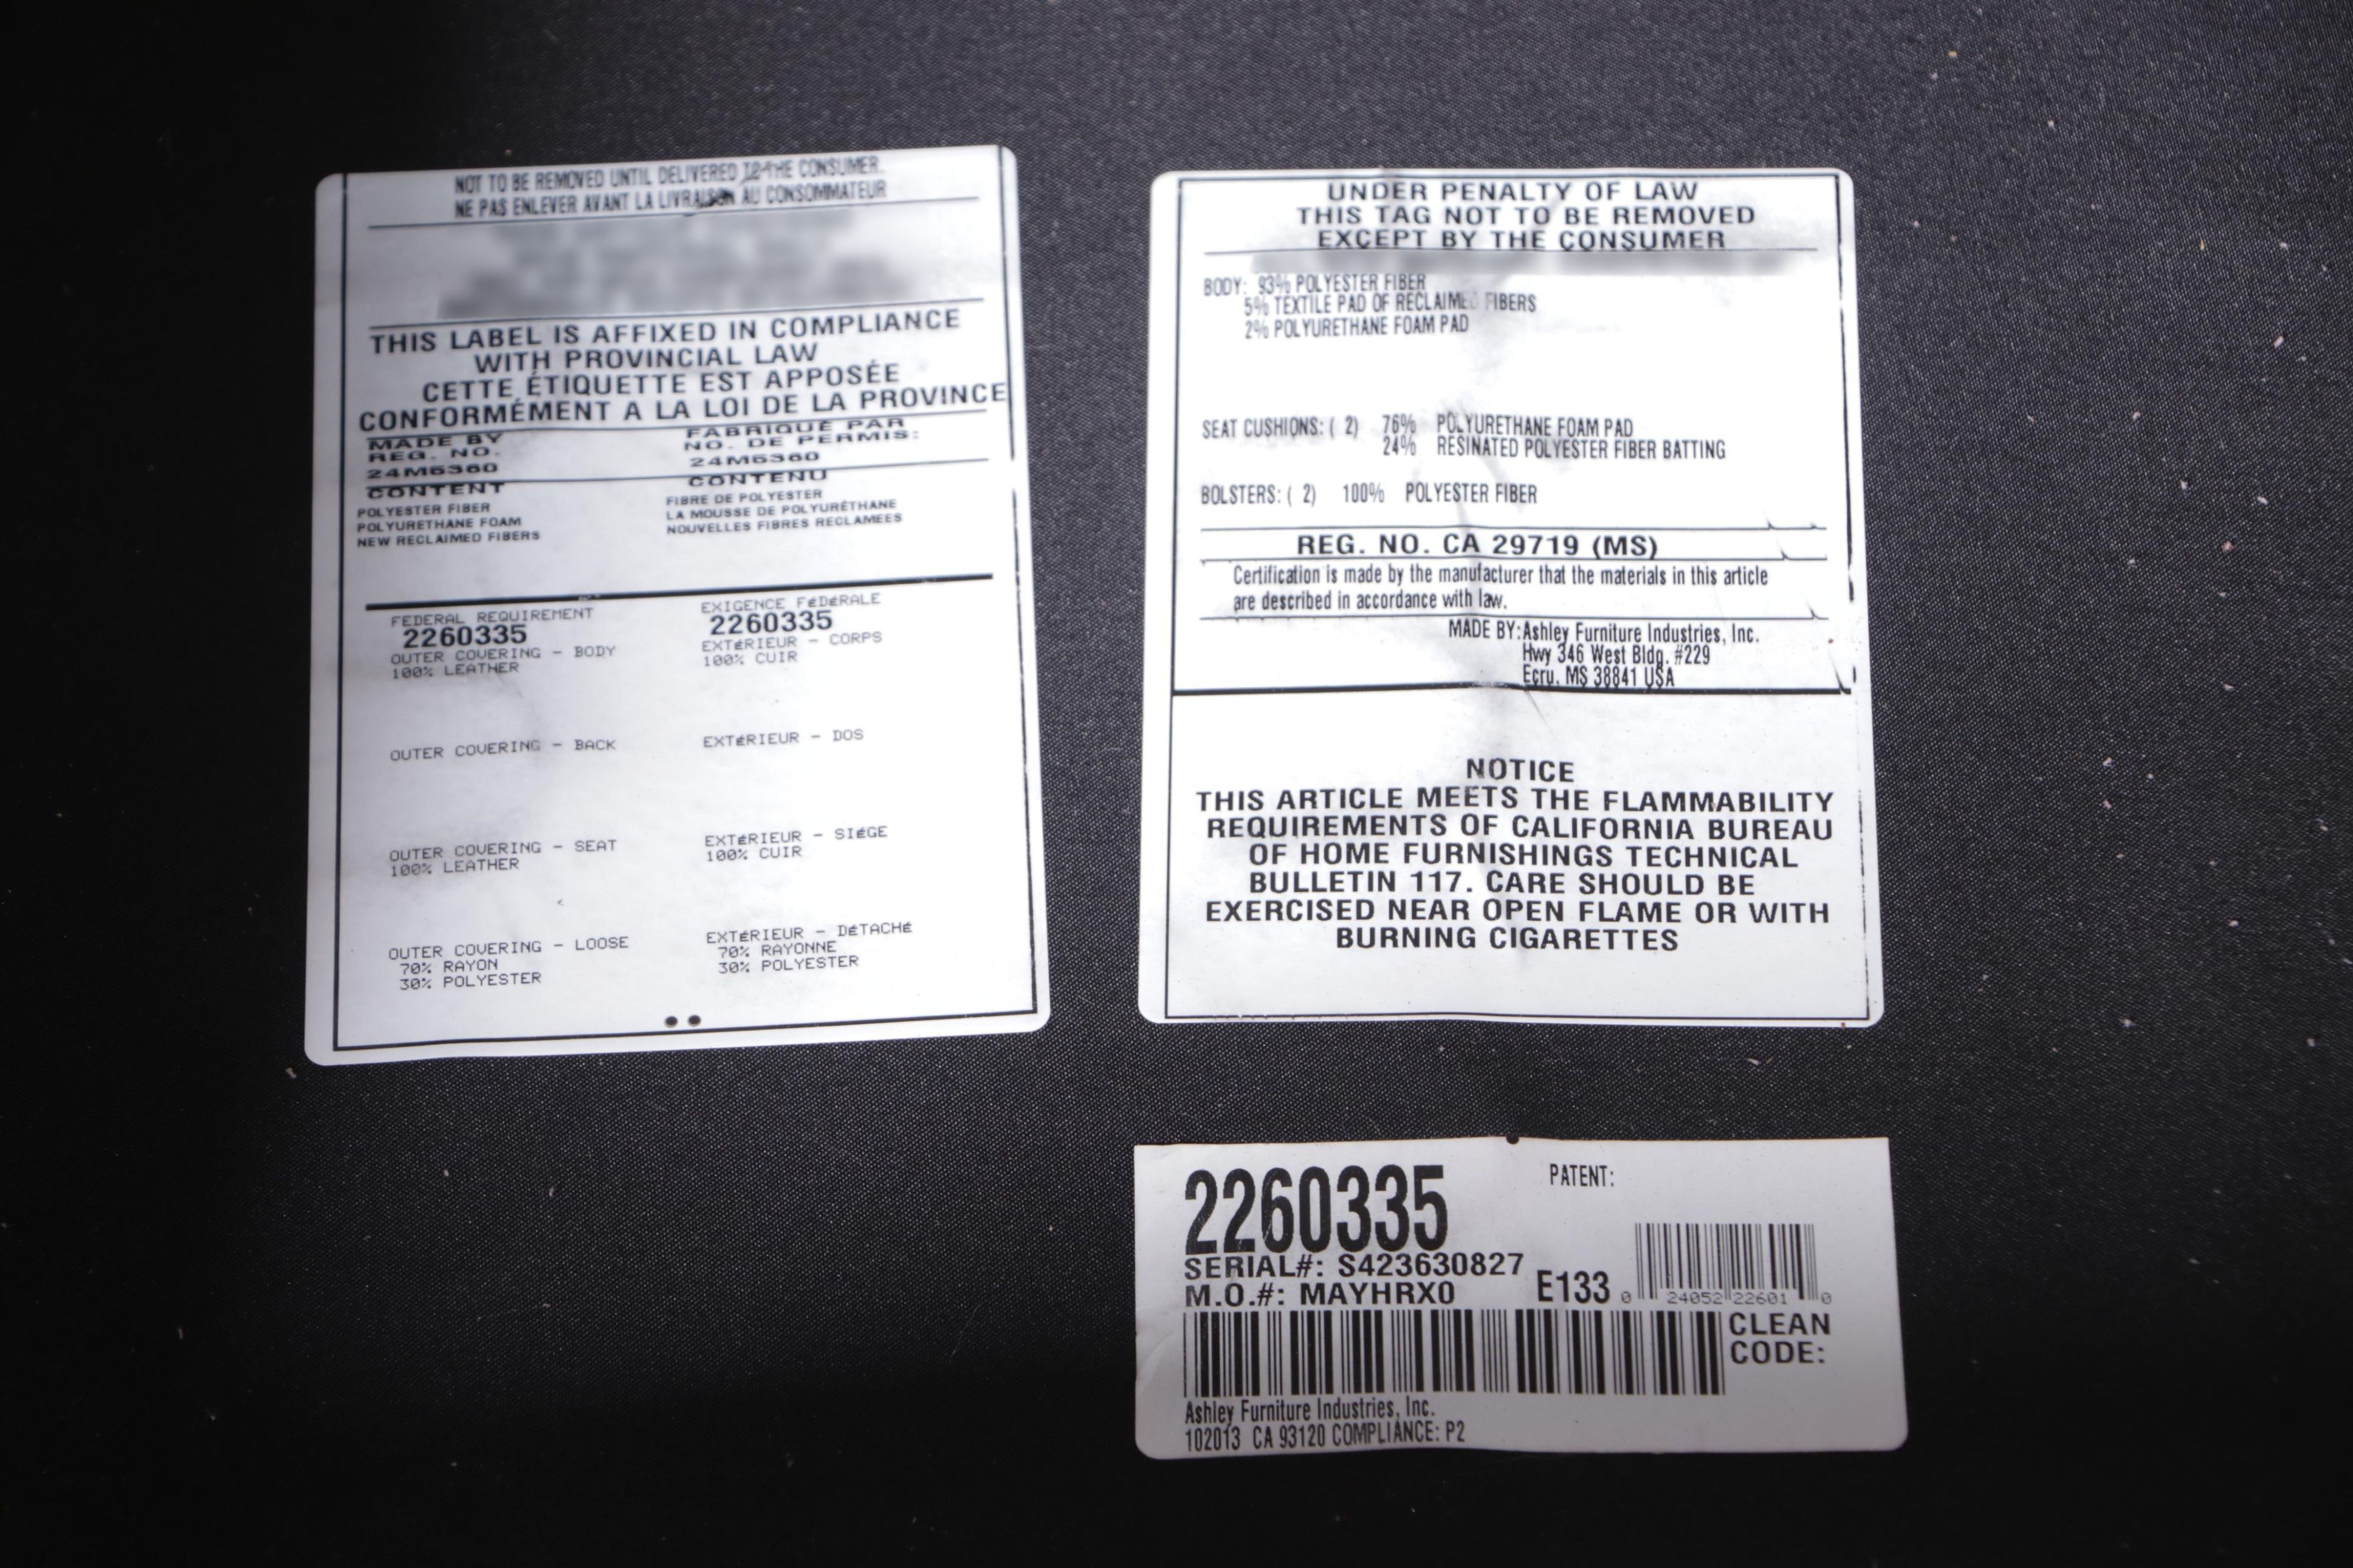 NOT TO BE REMOVED UNTIL DELIVERED TO THE CONSUMER.
NE PAS ENLEVER AVANT LA LIVRAISON AU CONSOMMATEUR
THIS LABEL IS AFFIXED IN COMPLIANCE
WITH PROVINCIAL LAW
CETTE ÉTIQUETTE EST APPOSÉE
CONFORMÉMENT A LA LOI DE LA PROVINCE
MADE BY
REG. NO.
24M5360
FABRIQUÉ PAR
NO. DE PERMIS:
24M5360
CONTENT
POLYESTER FIBER
POLYURETHANE FOAM
NEW RECLAIMED FIBERS
CONTENU
FIBRE DE POLYESTER
LA MOUSSE DE POLYURÉTHANE
NOUVELLES FIBRES RECLAMEES
FEDERAL REQUIREMENT
2260335
OUTER COVERING - BODY
100% LEATHER
EXIGENCE FéDéRALE
2260335
EXTéRIEUR - CORPS
100% CUIR
OUTER COVERING - BACK
EXTéRIEUR - DOS
OUTER COVERING - SEAT
100% LEATHER
EXTéRIEUR - SIéGE
100% CUIR
OUTER COVERING - LOOSE
70% RAYON
30% POLYESTER
EXTéRIEUR - DéTACHé
70% RAYONNE
30% POLYESTER
UNDER PENALTY OF LAW
THIS TAG NOT TO BE REMOVED
EXCEPT BY THE CONSUMER
BODY: 93% POLYESTER FIBER
5% TEXTILE PAD OF RECLAIMED FIBERS
2% POLYURETHANE FOAM PAD
SEAT CUSHIONS: ( 2) 76% POLYURETHANE FOAM PAD
24% RESINATED POLYESTER FIBER BATTING
BOLSTERS: ( 2) 100% POLYESTER FIBER
REG. NO. CA 29719 (MS)
Certification is made by the manufacturer that the materials in this article
are described in accordance with law.
MADE BY: Ashley Furniture Industries, Inc.
Hwy 346 West Bldg. #229
Ecru, MS 38841 USA
NOTICE
THIS ARTICLE MEETS THE FLAMMABILITY
REQUIREMENTS OF CALIFORNIA BUREAU
OF HOME FURNISHINGS TECHNICAL
BULLETIN 117. CARE SHOULD BE
EXERCISED NEAR OPEN FLAME OR WITH
BURNING CIGARETTES
2260335
PATENT:
SERIAL#: S423630827
M.O.#: MAYHRX0
E133
0 24052 22601 0
CLEAN
CODE:
Ashley Furniture Industries, Inc.
102013 CA 93120 COMPLIANCE: P2